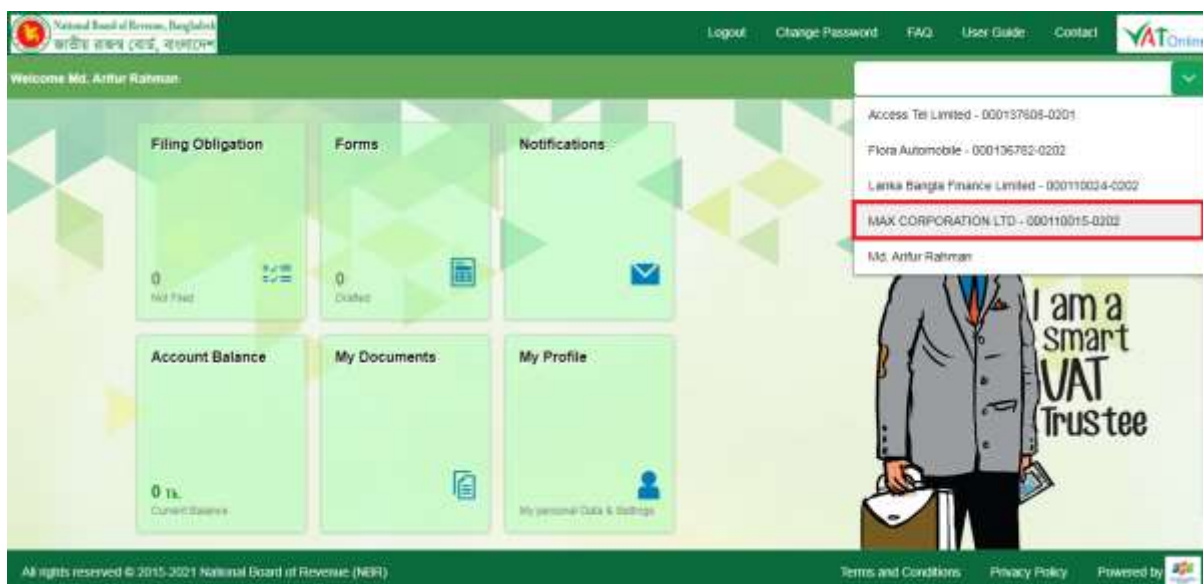 National Board of Revenue, Bangladesh
জাতীয় রাজস্ব বোর্ড, বাংলাদেশ
Logout Change Password FAQ User Guide Contact
VAT Online
Welcome Md. Arifur Rahman
Access Tel Limited - 000137608-0201
Flora Automobile - 000136782-0202
Lanka Bangla Finance Limited - 000110024-0202
MAX CORPORATION LTD - 000110015-0202
Md. Arifur Rahman
Filing Obligation
0
Not Filed
Forms
0
Drafted
Notifications
Account Balance
0 Tk.
Current Balance
My Documents
My Profile
My personal Data & Settings
I am a
smart
VAT
Trustee
All rights reserved © 2015-2021 National Board of Revenue (NBR)
Terms and Conditions Privacy Policy Powered by